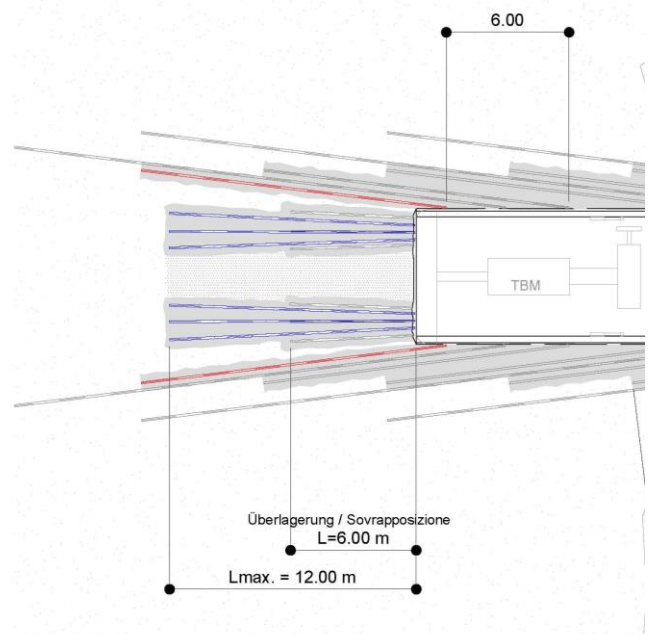 6.00
TBM
Überlagerung / Sovrapposizione
L=6.00 m
Lmax. = 12.00 m